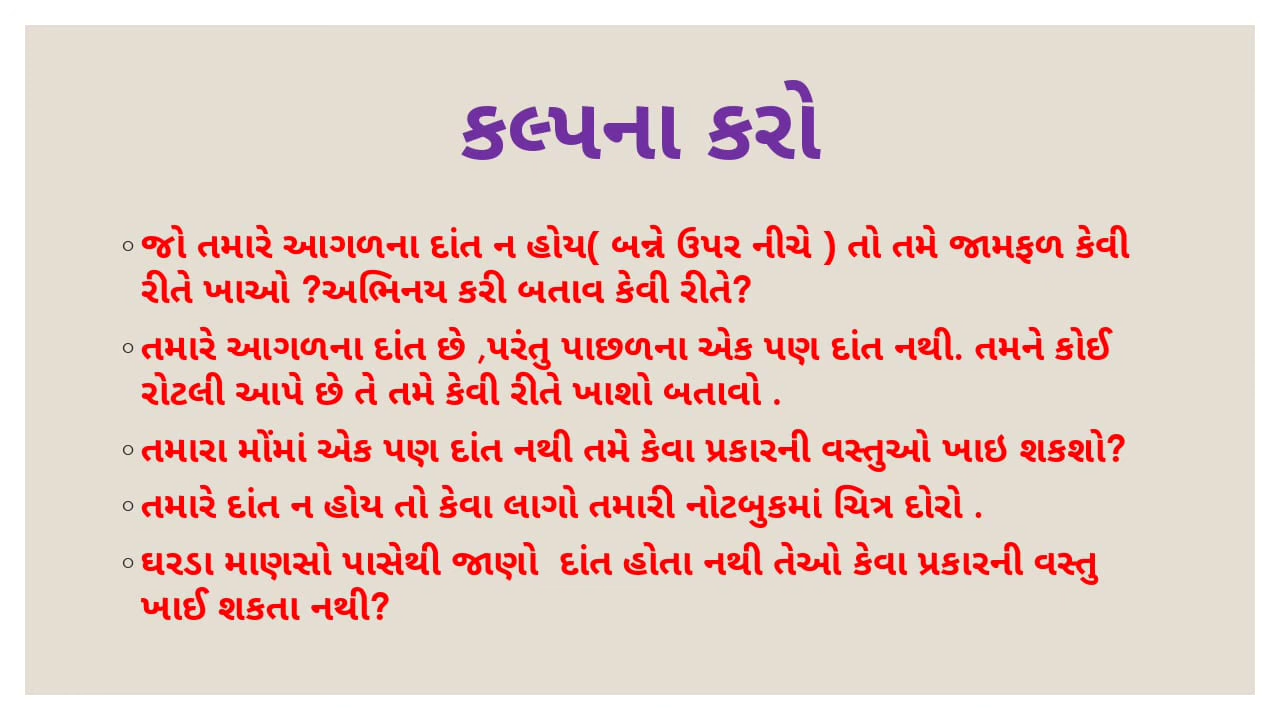 કલ્પના કરો
◦ જો તમારે આગળના દાંત ન હોય( બન્ને ઉપર નીચે ) તો તમે જામફળ કેવી
રીતે ખાઓ ?અભિનય કરી બતાવ કેવી રીતે?
◦ તમારે આગળના દાંત છે ,પરંતુ પાછળના એક પણ દાંત નથી. તમને કોઈ
રોટલી આપે છે તે તમે કેવી રીતે ખાશો બતાવો .
◦ તમારા મોંમાં એક પણ દાંત નથી તમે કેવા પ્રકારની વસ્તુઓ ખાઇ શકશો?
◦ તમારે દાંત ન હોય તો કેવા લાગો તમારી નોટબુકમાં ચિત્ર દોરો .
◦ ઘરડા માણસો પાસેથી જાણો  દાંત હોતા નથી તેઓ કેવા પ્રકારની વસ્તુ
ખાઈ શકતા નથી?